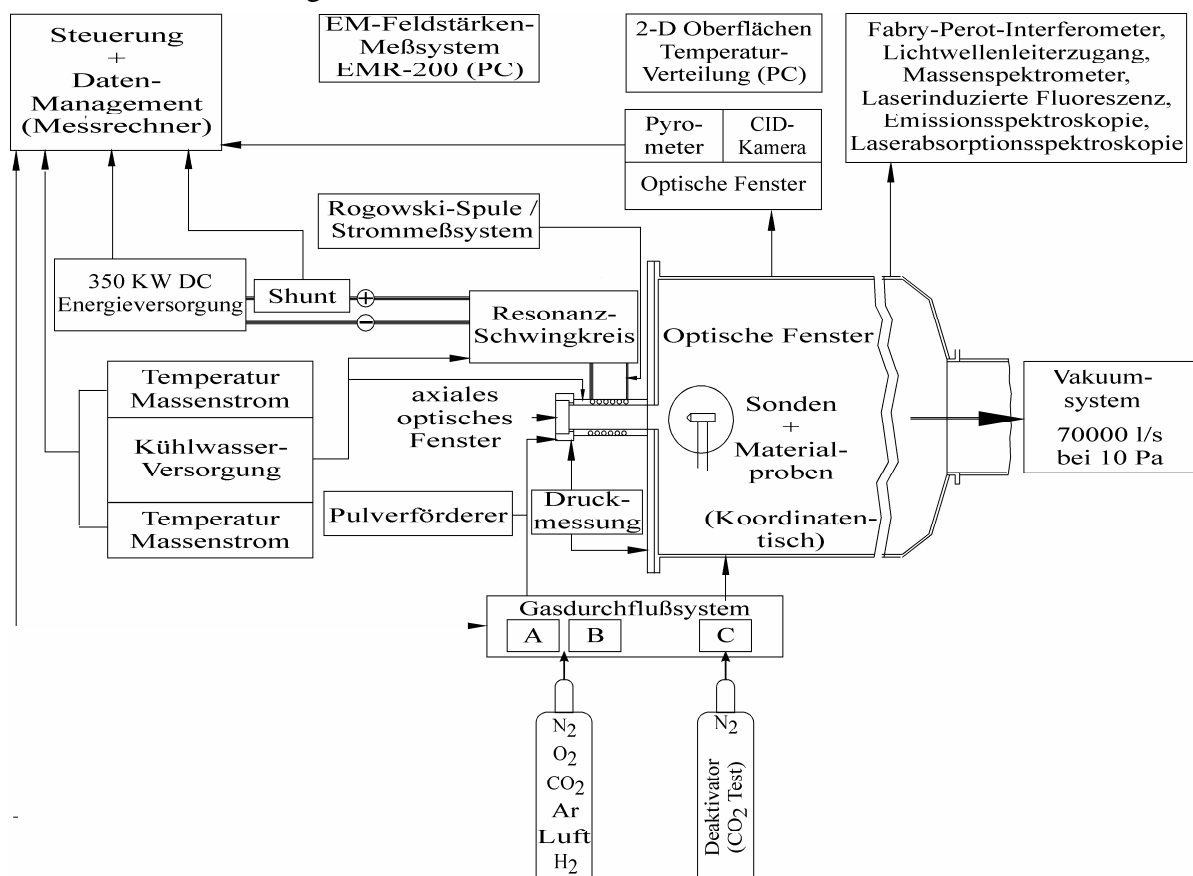 Steuerung
+
Daten-
Management
(Messrechner)
EM-Feldstärken-
Meßsystem
EMR-200 (PC)
2-D Oberflächen
Temperatur-
Verteilung (PC)
Fabry-Perot-Interferometer,
Lichtwellenleiterzugang,
Massenspektrometer,
Laserinduzierte Fluoreszenz,
Emissionsspektroskopie,
Laserabsorptionsspektroskopie
Pyro-
meter
CID-
Kamera
Optische Fenster
Rogowski-Spule /
Strommeßsystem
350 KW DC
Energieversorgung
Shunt
+
−
Resonanz-
Schwingkreis
Optische Fenster
Temperatur
Massenstrom
Kühlwasser-
Versorgung
Temperatur
Massenstrom
axiales
optisches
Fenster
Sonden
+
Material-
proben
(Koordinaten-
tisch)
Vakuum-
system
70000 l/s
bei 10 Pa
Pulverförderer
Druck-
messung
Gasdurchflußsystem
A
B
C
N2
O2
CO2
Ar
Luft
H2
N2
Deaktivator
(CO2 Test)